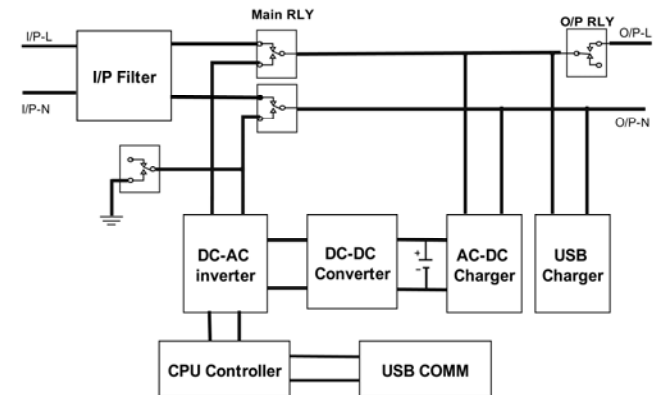 Main RLY
O/P RLY
I/P-L
O/P-L
I/P Filter
I/P-N
O/P-N
DC-AC
inverter
DC-DC
Converter
+
-
AC-DC
Charger
USB
Charger
CPU Controller
USB COMM